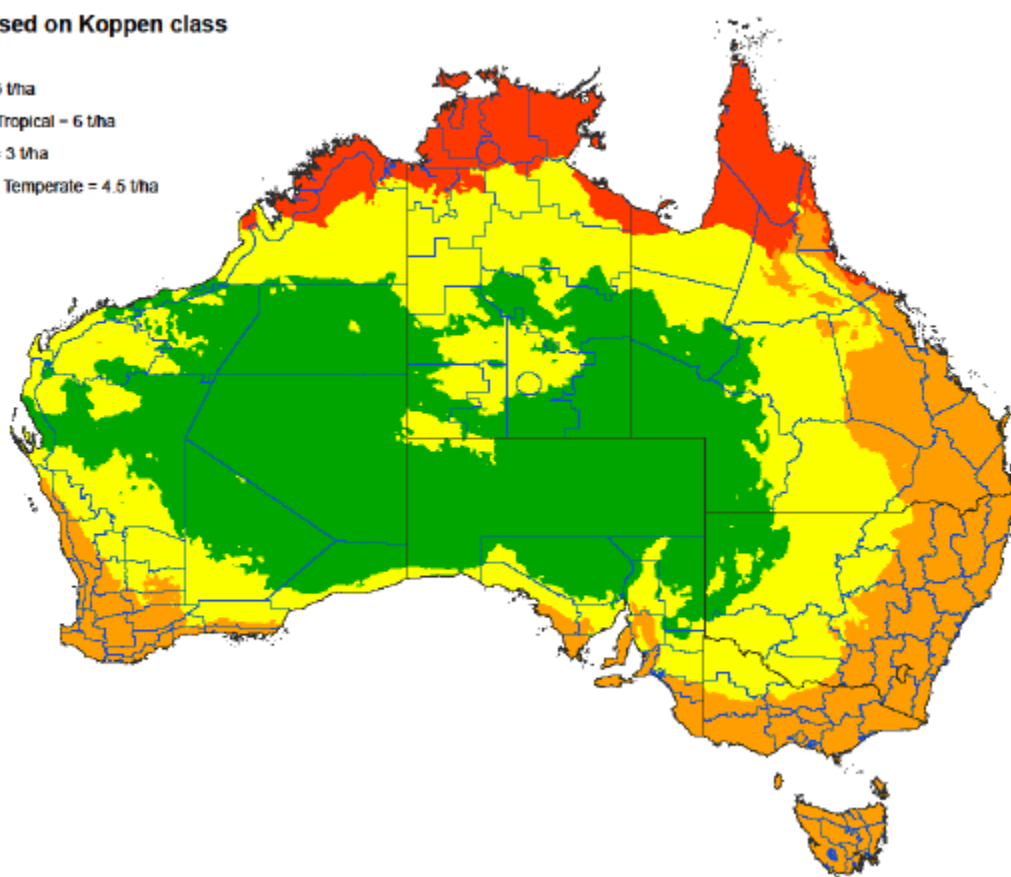 sed on Koppen class
t/ha
Tropical = 6 t/ha
= 3 t/ha
Temperate = 4.5 t/ha